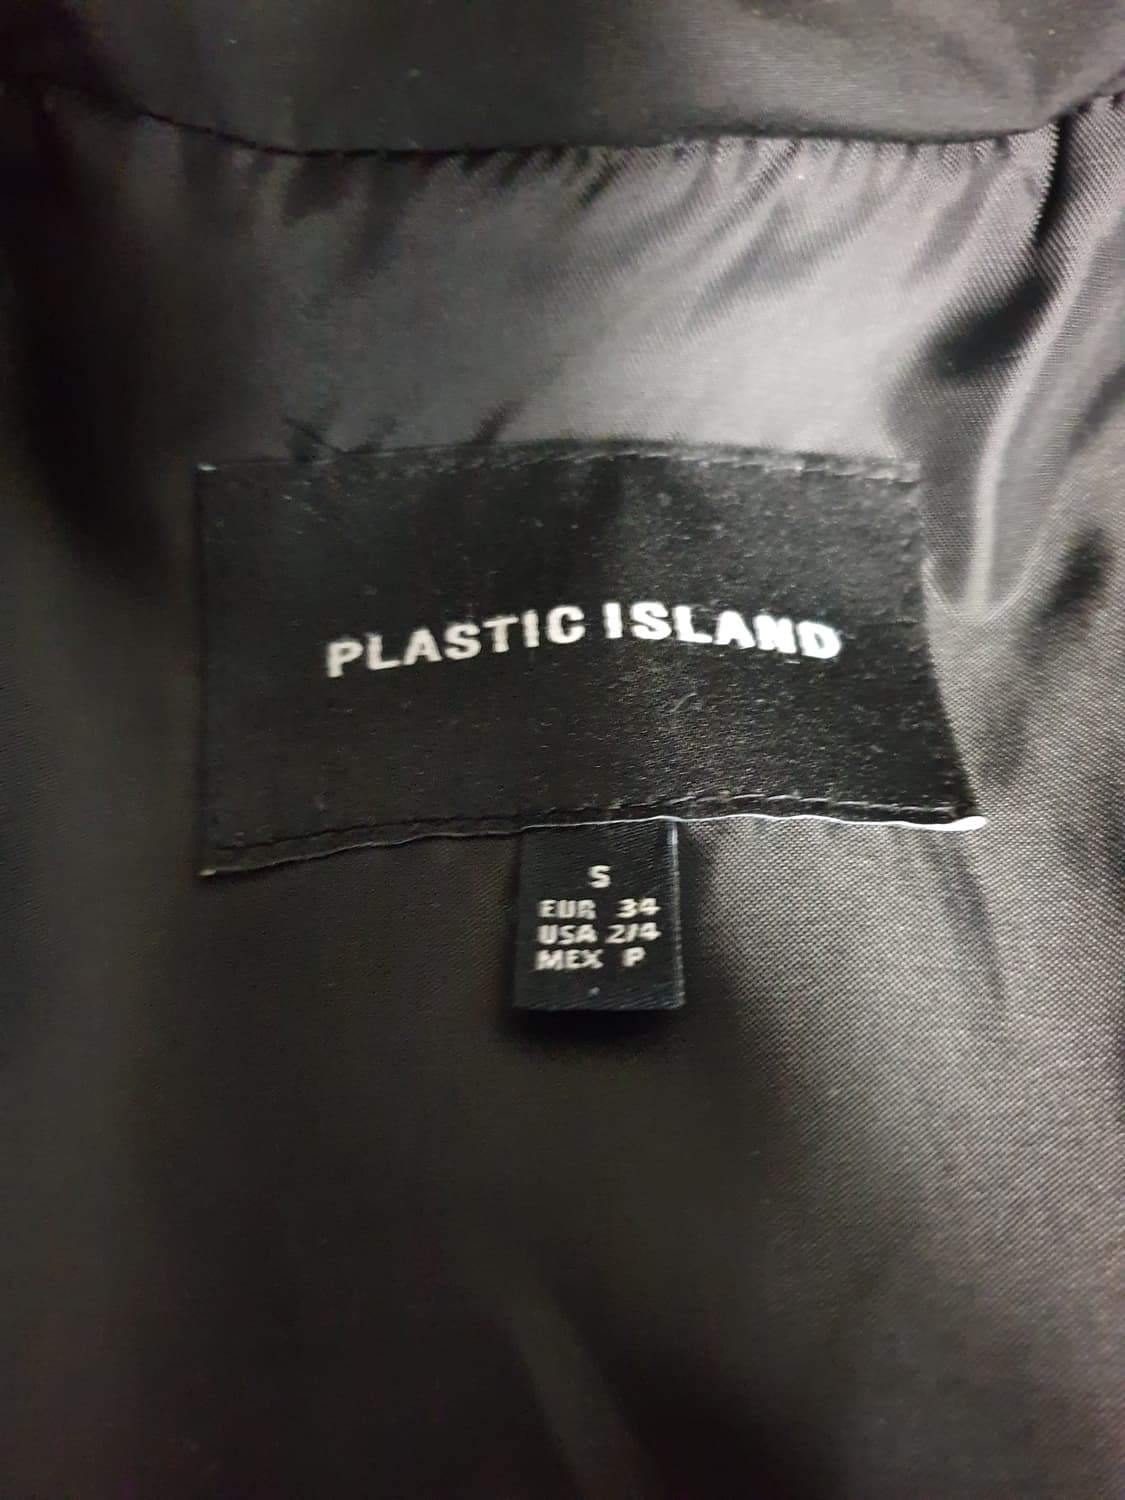 PLASTIC ISLAND
S
EUR 34
USA 2/4
MEX P